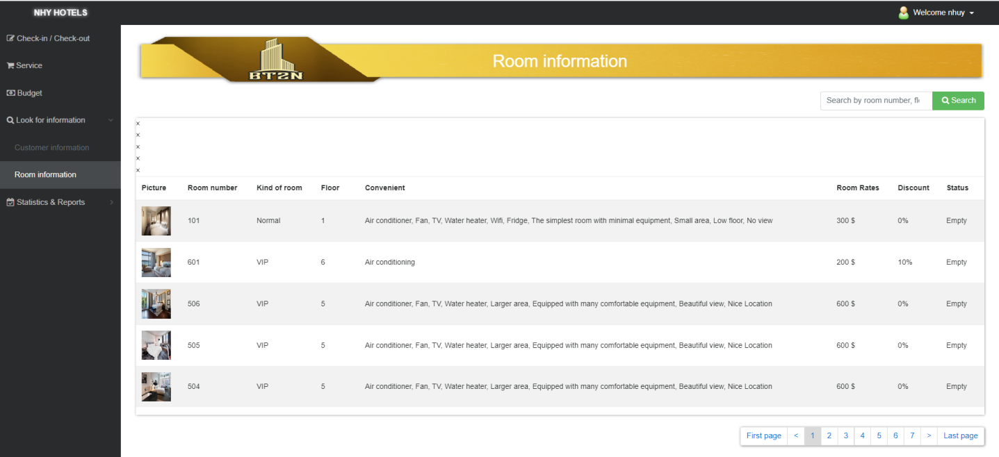 NHY HOTELS
Welcome nhuy
Check-in / Check-out
Service
Budget
Look for information
Customer information
Room information
Statistics & Reports
BTSN
Room information
Search by room number, fl
Search
×
×
×
×
×
Picture Room number Kind of room Floor Convenient Room Rates Discount Status
101 Normal 1 Air conditioner, Fan, TV, Water heater, Wifi, Fridge, The simplest room with minimal equipment, Small area, Low floor, No view 300 $ 0% Empty
601 VIP 6 Air conditioning 200 $ 10% Empty
506 VIP 5 Air conditioner, Fan, TV, Water heater, Larger area, Equipped with many comfortable equipment, Beautiful view, Nice Location 600 $ 0% Empty
505 VIP 5 Air conditioner, Fan, TV, Water heater, Larger area, Equipped with many comfortable equipment, Beautiful view, Nice Location 600 $ 0% Empty
504 VIP 5 Air conditioner, Fan, TV, Water heater, Larger area, Equipped with many comfortable equipment, Beautiful view, Nice Location 600 $ 0% Empty
First page < 1 2 3 4 5 6 7 > Last page